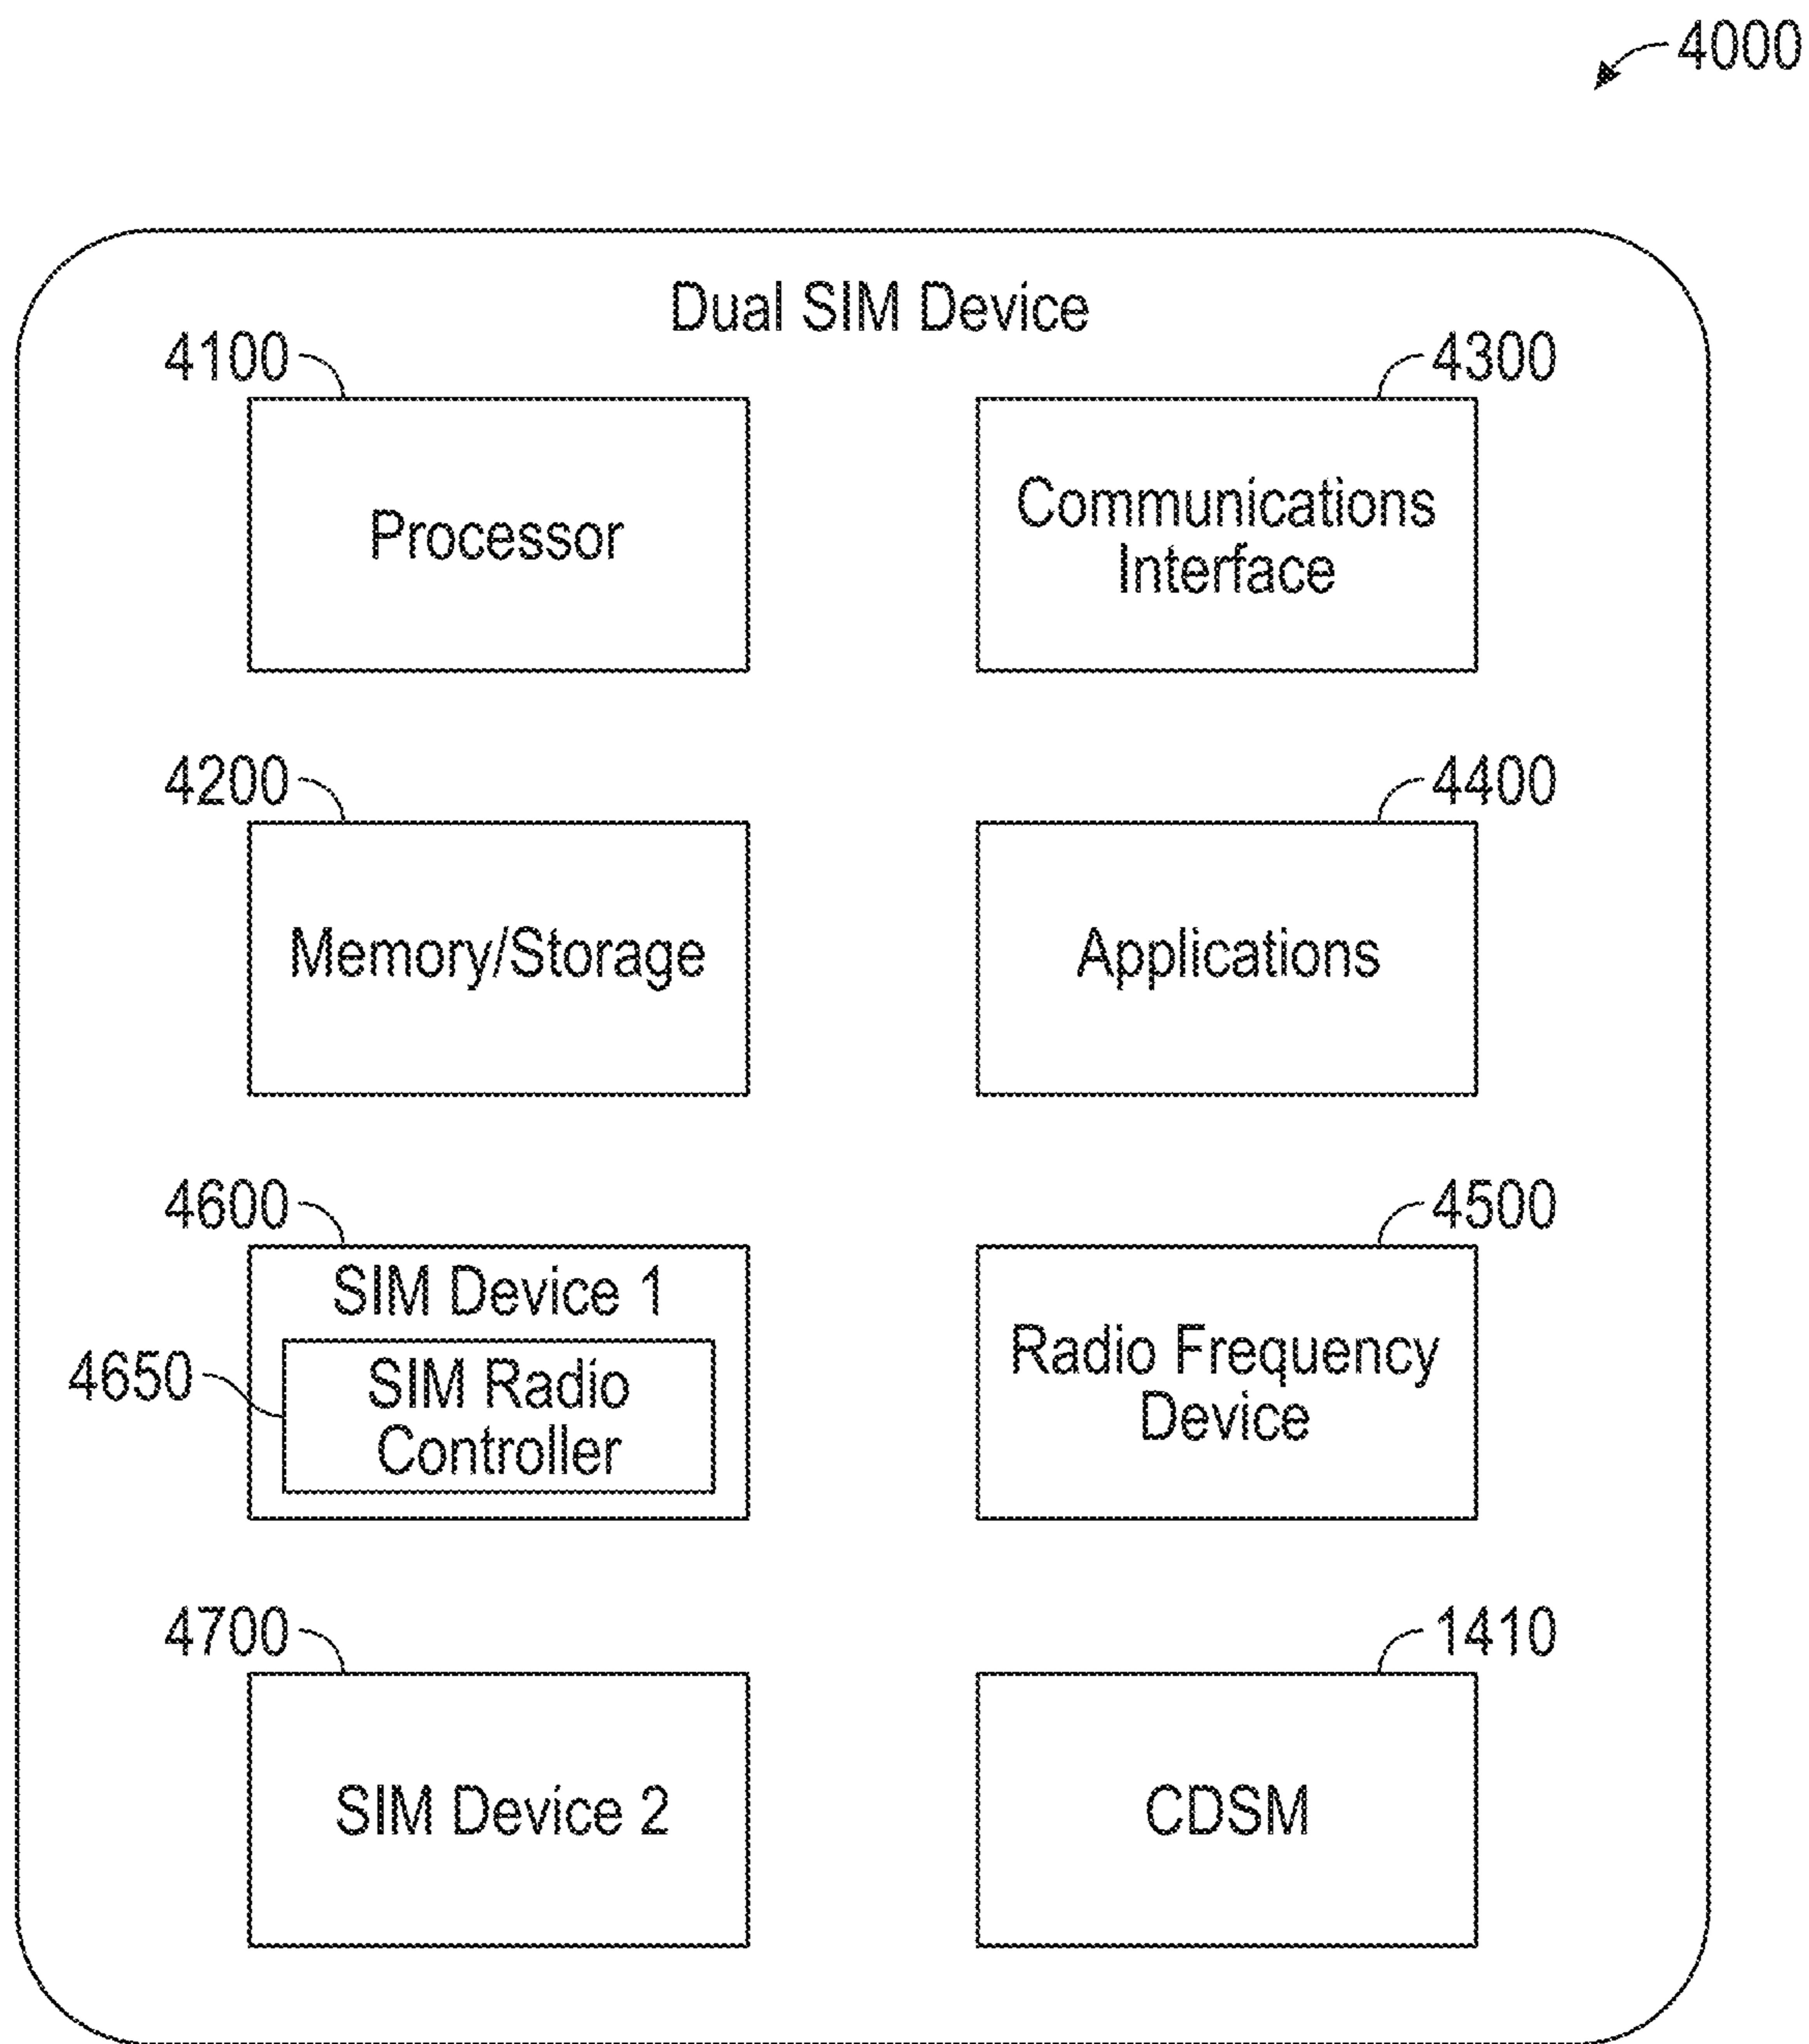 4000
Dual SIM Device
4100
4300
Processor
Communications
Interface
4200
4400
Memory/Storage
Applications
4600
4500
SIM Device 1
4650
SIM Radio
Controller
Radio Frequency
Device
4700
1410
SIM Device 2
CDSM